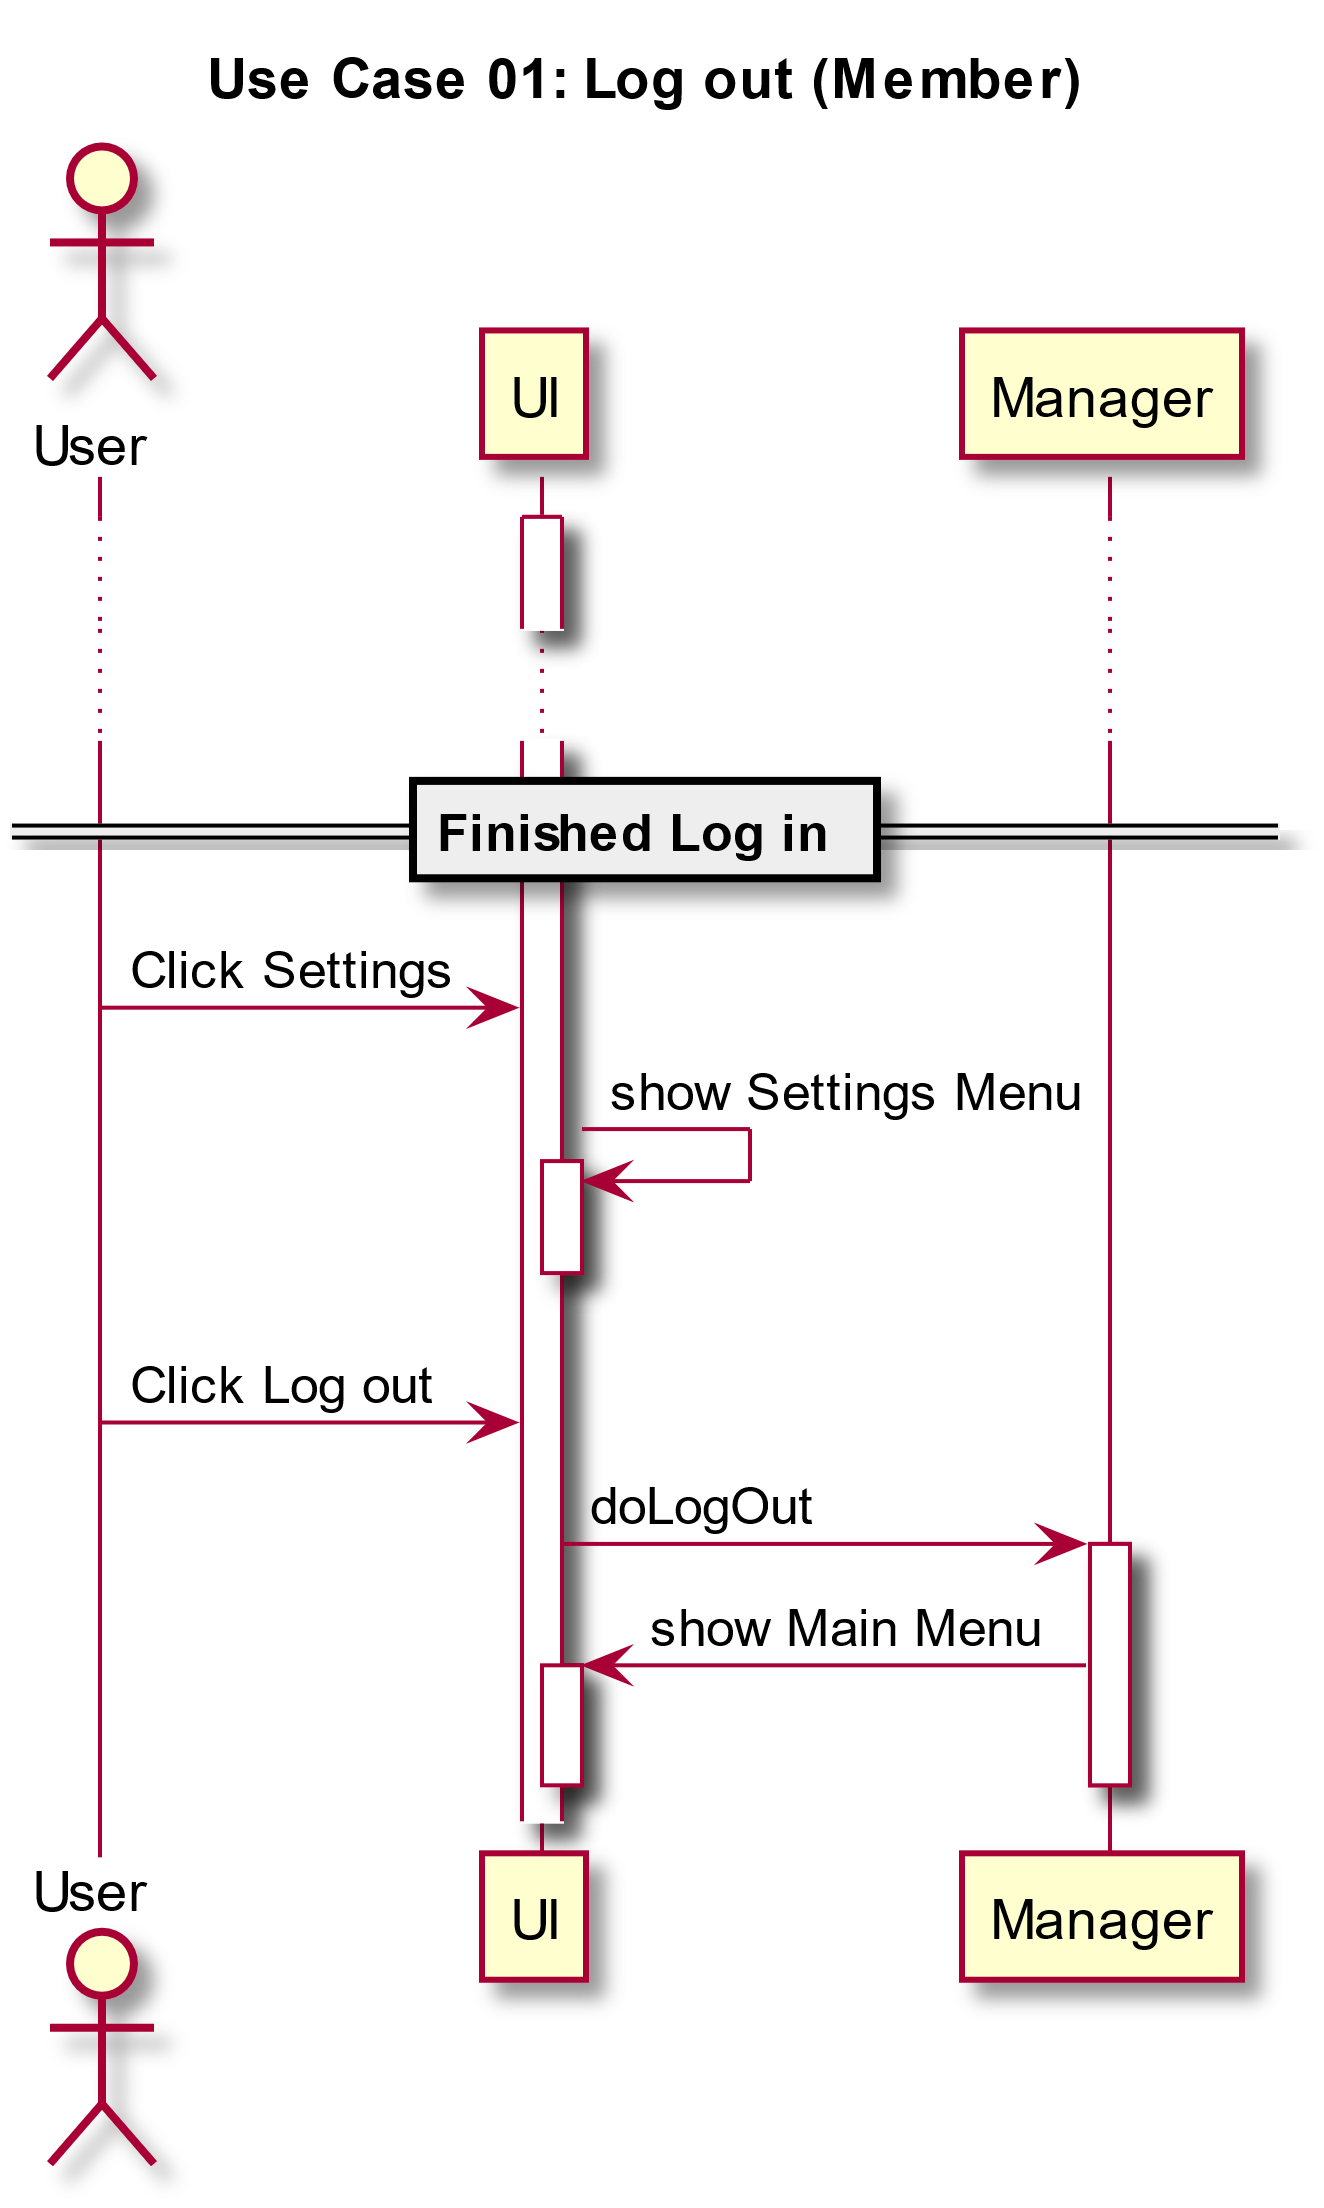 Use Case 01: Log out (Member)
User
UI
Manager
Finished Log in
Click Settings
show Settings Menu
Click Log out
doLogOut
show Main Menu
User
UI
Manager